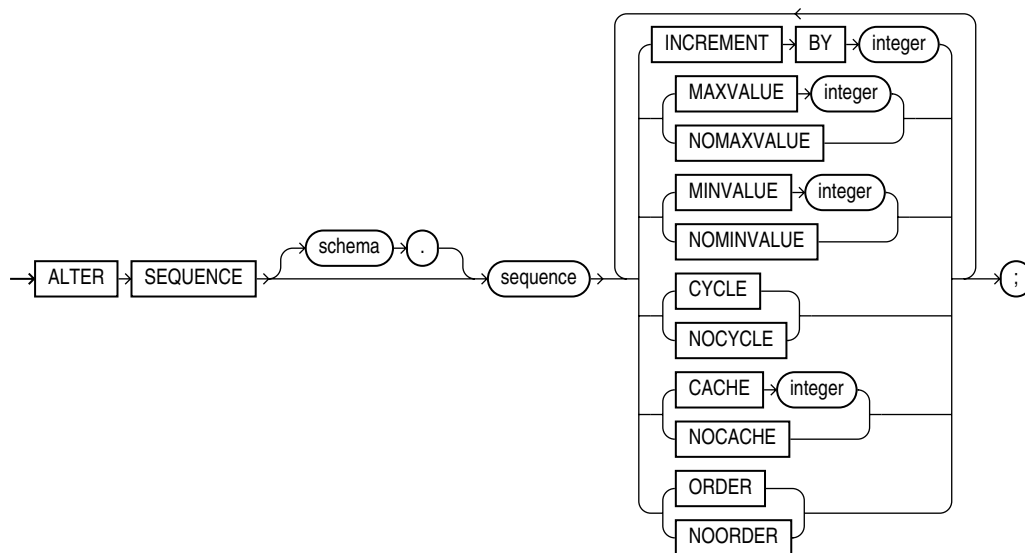 INCREMENT BY integer
MAXVALUE integer
NOMAXVALUE
MINVALUE integer
NOMINVALUE
schema .
ALTER SEQUENCE sequence ;
CYCLE
NOCYCLE
CACHE integer
NOCACHE
ORDER
NOORDER